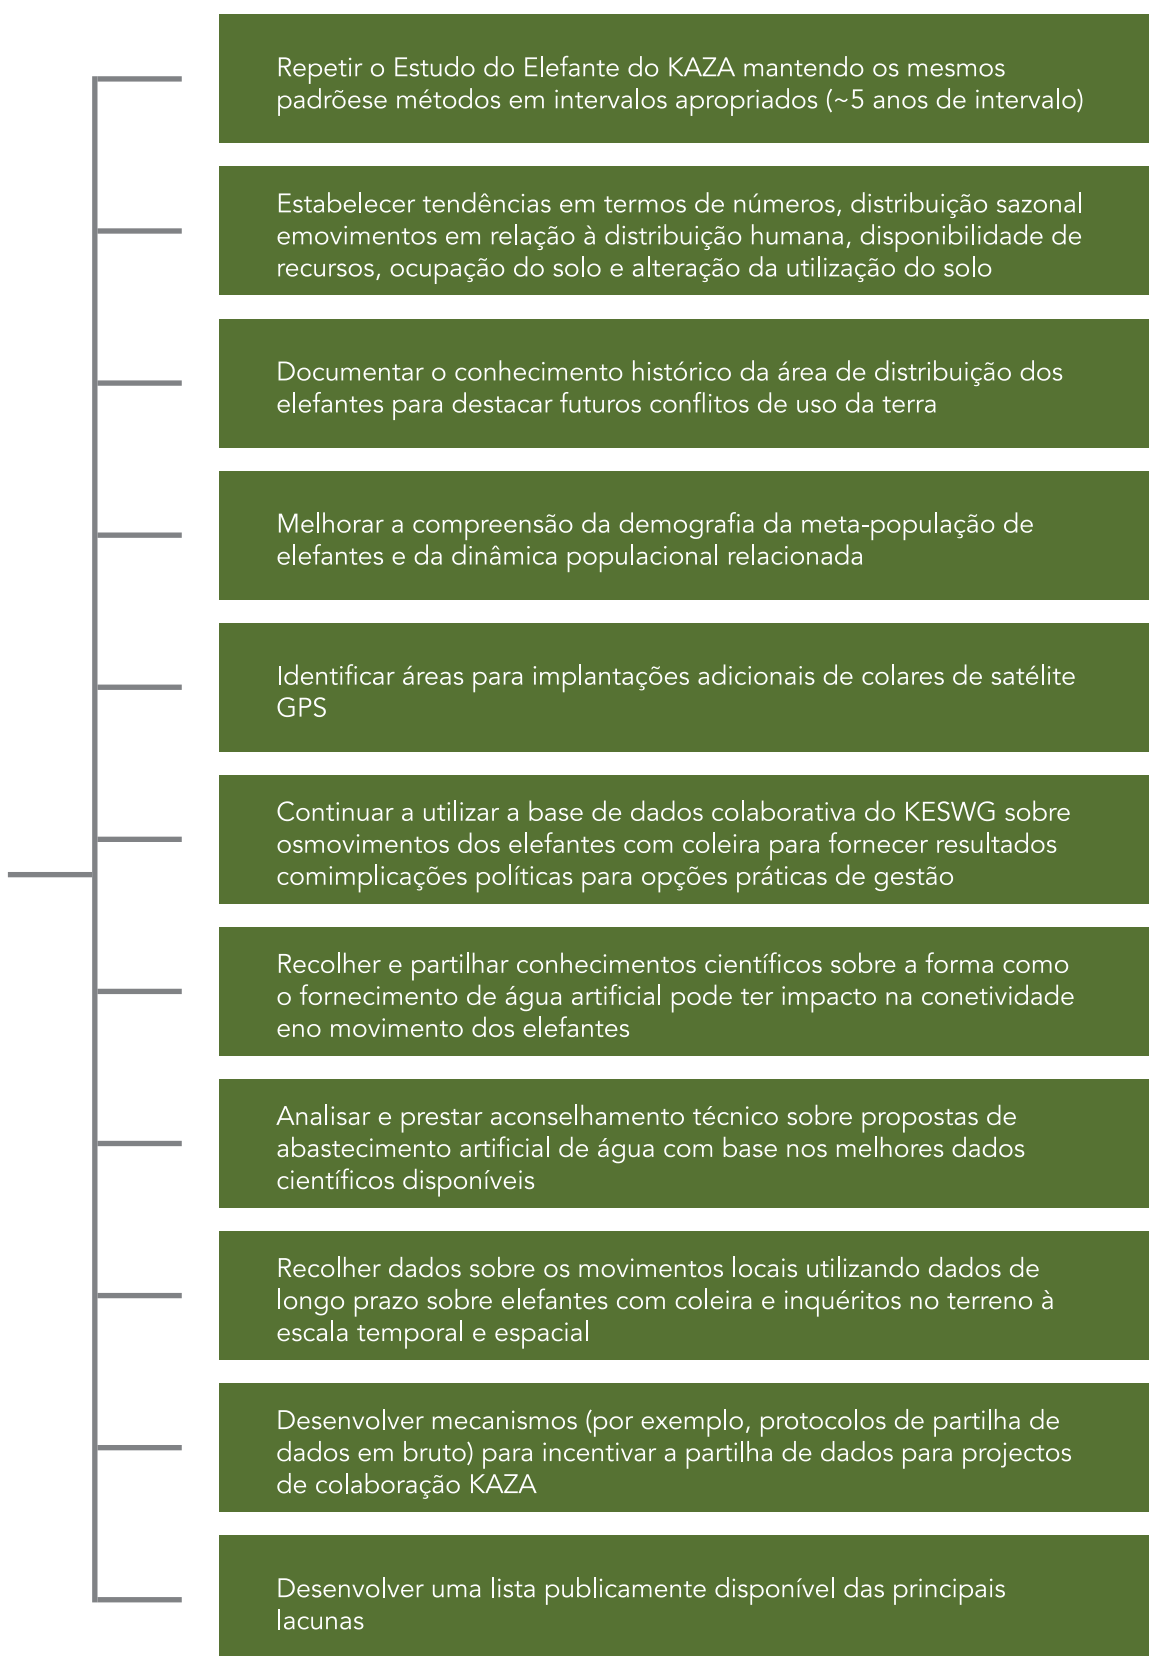 Repetir o Estudo do Elefante do KAZA mantendo os mesmos
padrõese métodos em intervalos apropriados (~5 anos de intervalo)
Estabelecer tendências em termos de números, distribuição sazonal
emovimentos em relação à distribuição humana, disponibilidade de
recursos, ocupação do solo e alteração da utilização do solo
Documentar o conhecimento histórico da área de distribuição dos
elefantes para destacar futuros conflitos de uso da terra
Melhorar a compreensão da demografia da meta-população de
elefantes e da dinâmica populacional relacionada
Identificar áreas para implantações adicionais de colares de satélite
GPS
Continuar a utilizar a base de dados colaborativa do KESWG sobre
osmovimentos dos elefantes com coleira para fornecer resultados
comimplicações políticas para opções práticas de gestão
Recolher e partilhar conhecimentos científicos sobre a forma como
o fornecimento de água artificial pode ter impacto na conetividade
eno movimento dos elefantes
Analisar e prestar aconselhamento técnico sobre propostas de
abastecimento artificial de água com base nos melhores dados
científicos disponíveis
Recolher dados sobre os movimentos locais utilizando dados de
longo prazo sobre elefantes com coleira e inquéritos no terreno à
escala temporal e espacial
Desenvolver mecanismos (por exemplo, protocolos de partilha de
dados em bruto) para incentivar a partilha de dados para projectos
de colaboração KAZA
Desenvolver uma lista publicamente disponível das principais
lacunas